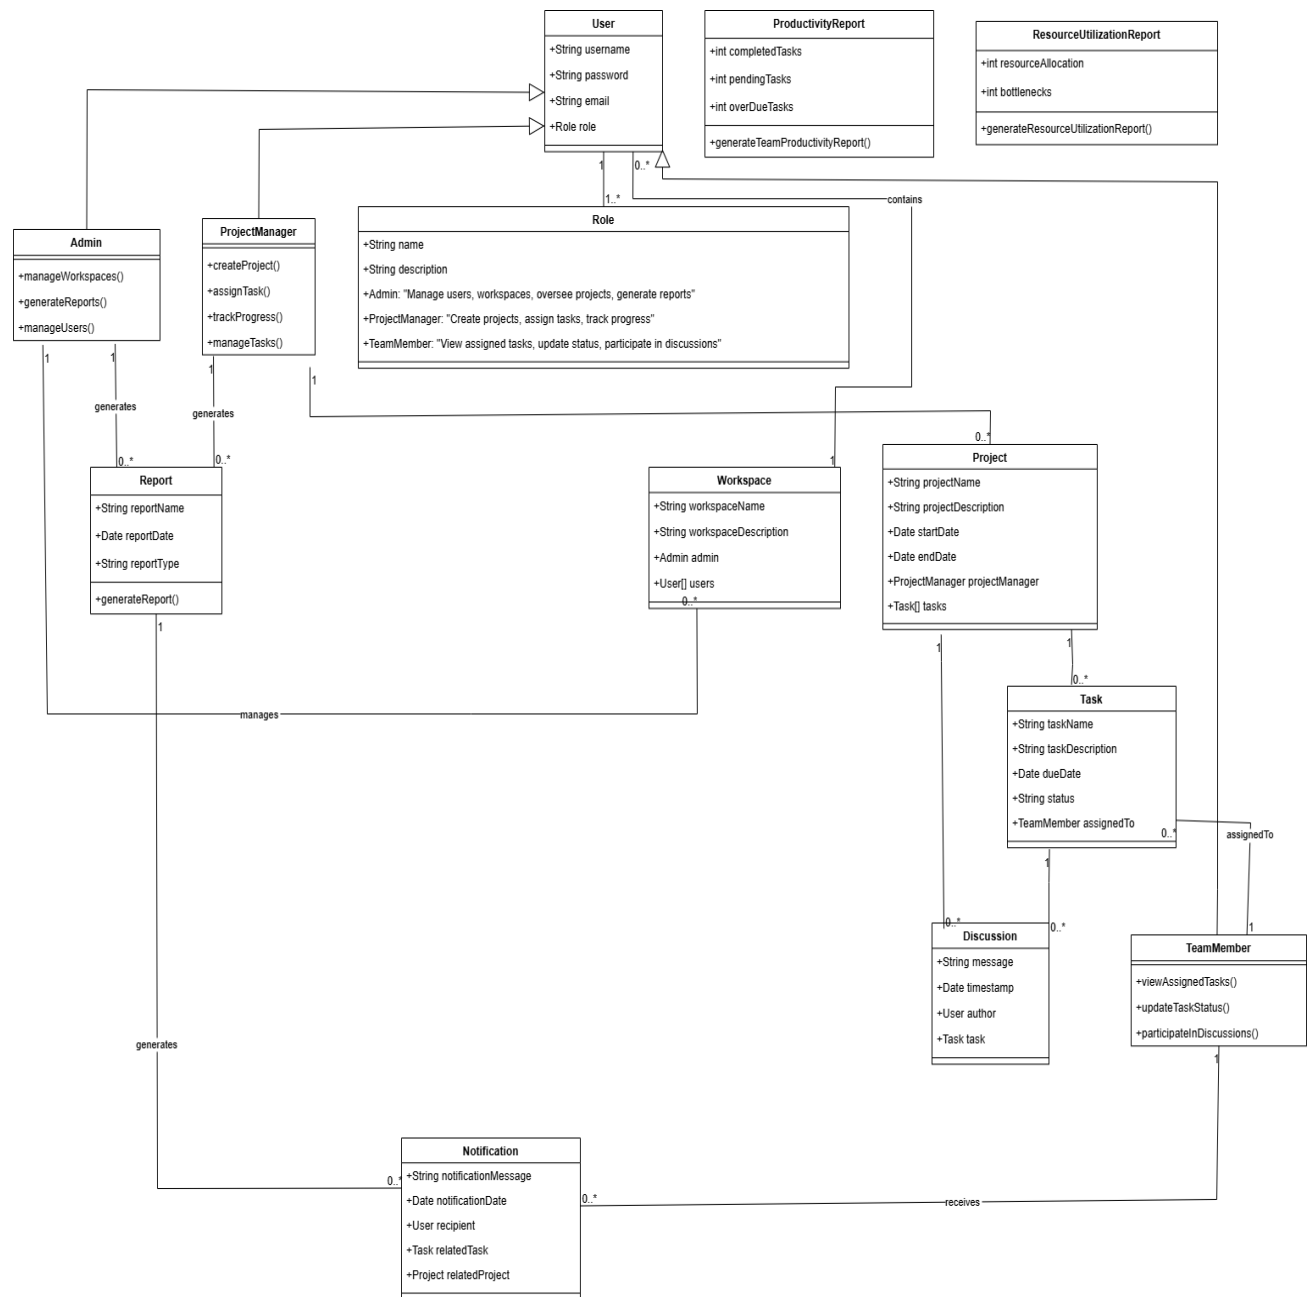 User
+String username
+String password
+String email
+Role role
ProductivityReport
+int completedTasks
+int pendingTasks
+int overDueTasks
+generateTeamProductivityReport()
ResourceUtilizationReport
+int resourceAllocation
+int bottlenecks
+generateResourceUtilizationReport()
1
0..*
1..*
contains
Admin
+manageWorkspaces()
+generateReports()
+manageUsers()
ProjectManager
+createProject()
+assignTask()
+trackProgress()
+manageTasks()
Role
+String name
+String description
+Admin: "Manage users, workspaces, oversee projects, generate reports"
+ProjectManager: "Create projects, assign tasks, track progress"
+TeamMember: "View assigned tasks, update status, participate in discussions"
1
1
1
1
generates
generates
0..*
0..*
1
0..*
Report
+String reportName
+Date reportDate
+String reportType
+generateReport()
Workspace
+String workspaceName
+String workspaceDescription
+Admin admin
+User[] users
0..*
Project
+String projectName
+String projectDescription
+Date startDate
+Date endDate
+ProjectManager projectManager
+Task[] tasks
1
1
1
0..*
manages
Task
+String taskName
+String taskDescription
+Date dueDate
+String status
+TeamMember assignedTo
0..*
assignedTo
1
0..*
0..*
1
Discussion
+String message
+Date timestamp
+User author
+Task task
TeamMember
+viewAssignedTasks()
+updateTaskStatus()
+participateInDiscussions()
generates
1
Notification
+String notificationMessage
+Date notificationDate
+User recipient
+Task relatedTask
+Project relatedProject
0..*
0..*
receives